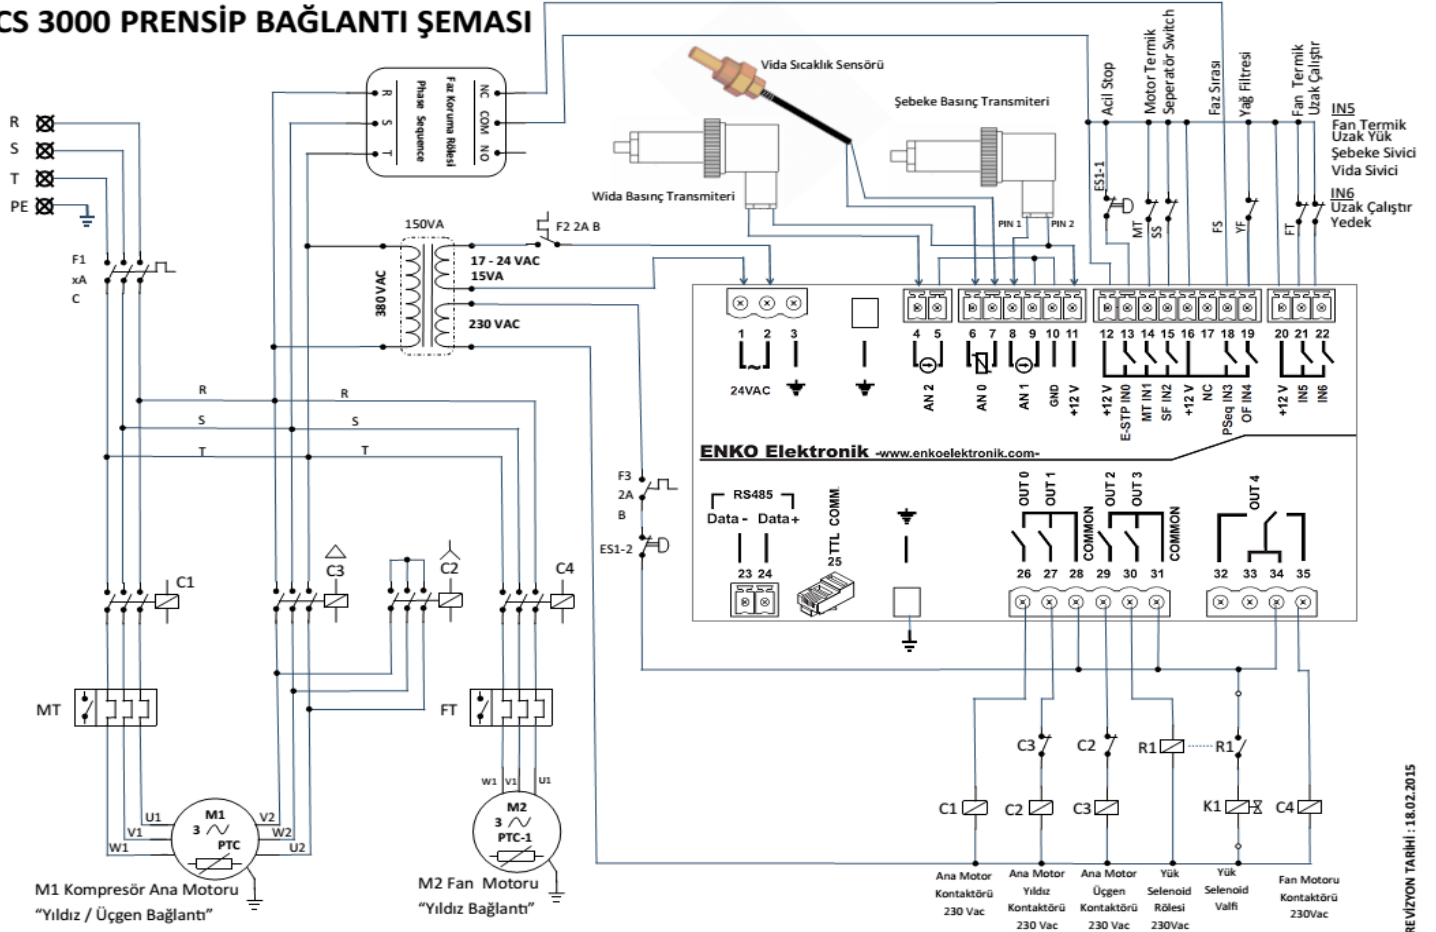 CS 3000 PRENSİP BAĞLANTI ŞEMASI
R
S
T
PE
F1
xA
C
R
S
T
Phase Sequence
Faz Koruma Rölesi
NC
COM
NO
Vida Sıcaklık Sensörü
Şebeke Basınç Transmiteri
Wida Basınç Transmiteri
PIN 1
PIN 2
Acil Stop
Motor Termik
Seperatör Switch
Faz Sırası
Yağ Filtresi
Fan Termik
Uzak Çalıştır
IN5
Fan Termik
Uzak Yük
Şebeke Sivici
Vida Sivici
IN6
Uzak Çalıştır
Yedek
ES1-1
MT
SS
FS
YF
FT
150VA
380 VAC
17 - 24 VAC
15VA
230 VAC
F2 2A B
1 2 3 4 5 6 7 8 9 10 11 12 13 14 15 16 17 18 19 20 21 22
24VAC
AN 2
AN 0
AN 1
GND
+12 V
+12 V
E-STP IN0
MT IN1
SF IN2
+12 V
NC
PSeq IN3
OF IN4
+12 V
IN5
IN6
ENKO Elektronik -www.enkoelektronik.com-
R
R
S
S
T
T
F3
2A
B
ES1-2
RS485
Data - Data+
TTL COMM.
OUT 0
OUT 1
COMMON
OUT 2
OUT 3
COMMON
OUT 4
23 24 25 26 27 28 29 30 31 32 33 34 35
C1
C3
C2
C4
MT
FT
U1
V1
W1
M1
3
PTC
V2
W2
U2
W1 V1 U1
M2
3
PTC-1
M1 Kompresör Ana Motoru
“Yıldız / Üçgen Bağlantı”
M2 Fan Motoru
“Yıldız Bağlantı”
C3
C2
R1
R1
C1
C2
C3
K1
C4
Ana Motor
Kontaktörü
230 Vac
Ana Motor
Yıldız
Kontaktörü
230 Vac
Ana Motor
Üçgen
Kontaktörü
230 Vac
Yük
Selenoid
Rölesi
230Vac
Yük
Selenoid
Valfi
Fan Motoru
Kontaktörü
230Vac
REVİZYON TARİHİ : 18.02.2015